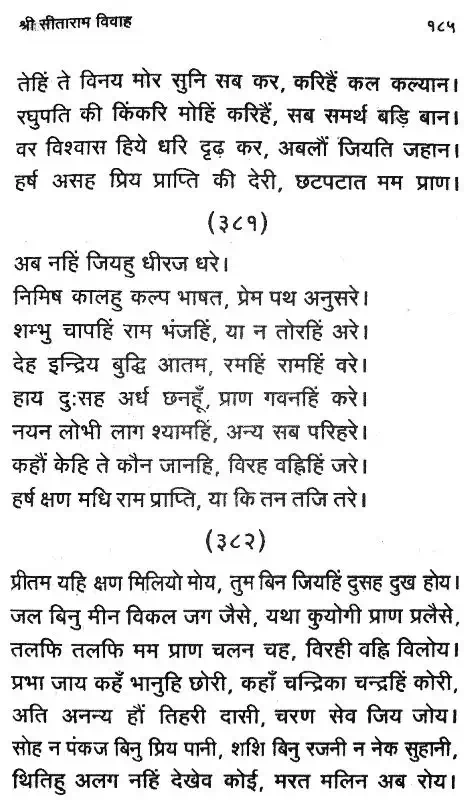 श्री सीताराम विवाह १८५
तेहिं ते विनय मोर सुनि सब कर, करिहैं कल कल्यान।
रघुपति की किंकरि मोहिं करिहैं, सब समर्थ बड़ि बान।
वर विश्वास हिये धरि दृढ़ कर, अबलौं जियति जहान।
हर्ष असह प्रिय प्राप्ति की देरी, छटपटात मम प्राण।
(३८१)
अब नहिं जियहु धीरज धरे।
निमिष कालहु कल्प भाषत, प्रेम पथ अनुसरे।
शम्भु चापहिं राम भंजहिं, या न तोरहिं अरे।
देह इन्द्रिय बुद्धि आतम, रमहिं रामहिं वरे।
हाय दुःसह अर्ध छनहूँ, प्राण गवनहिं करे।
नयन लोभी लाग श्यामहिं, अन्य सब परिहरे।
कहौं केहि ते कौन जानहि, विरह वह्निहिं जरे।
हर्ष क्षण मधि राम प्राप्ति, या कि तन तजि तरे।
(३८२)
प्रीतम यहि क्षण मिलियो मोय, तुम बिन जियहिं दुसह दुख होय।
जल बिनु मीन विकल जग जैसे, यथा कुयोगी प्राण प्रलैसे,
तलफि तलफि मम प्राण चलन चह, विरही वह्नि विलोय।
प्रभा जाय कहँ भानुहि छोरी, कहाँ चन्द्रिका चन्द्रहिं कोरी,
अति अनन्य हौं तिहरी दासी, चरण सेव जिय जोय।
सोह न पंकज बिनु प्रिय पानी, शशि बिनु रजनी न नेक सुहानी,
थितिहु अलग नहिं देखेव कोई, मरत मलिन अब रोय।